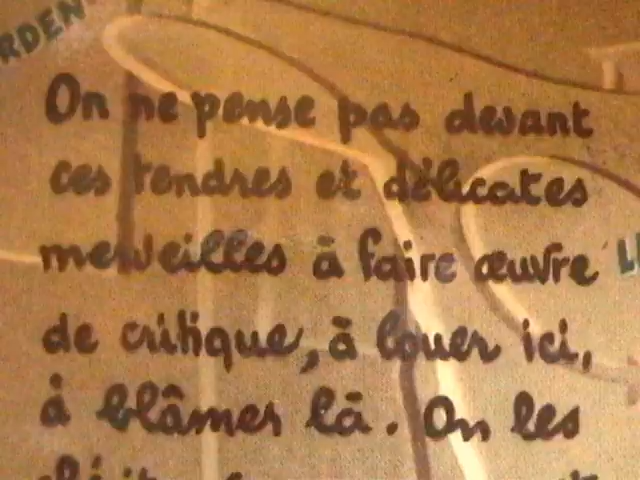 RDEN
On ne pense pas devant
ces tendres et délicates
merveilles à faire œuvre
de critique, à louer ici,
à blâmer là. On les